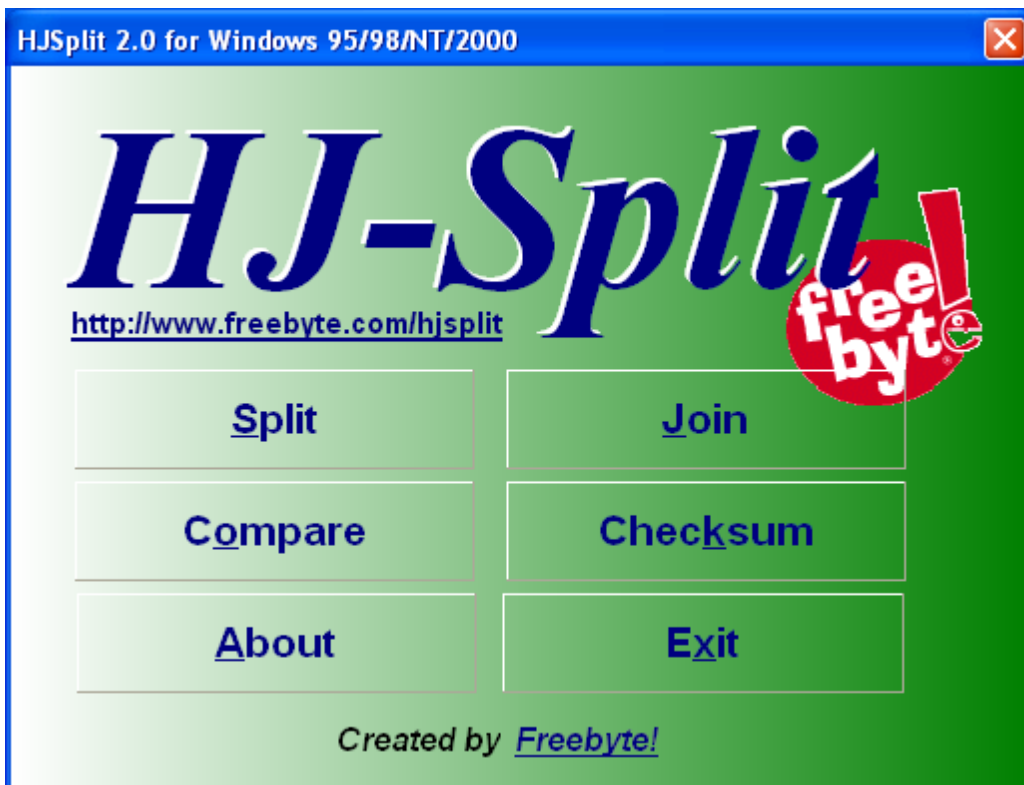 HJSplit 2.0 for Windows 95/98/NT/2000
HJ-Split
free
byte!
http://www.freebyte.com/hjsplit
Split
Join
Compare
Checksum
About
Exit
Created by Freebyte!